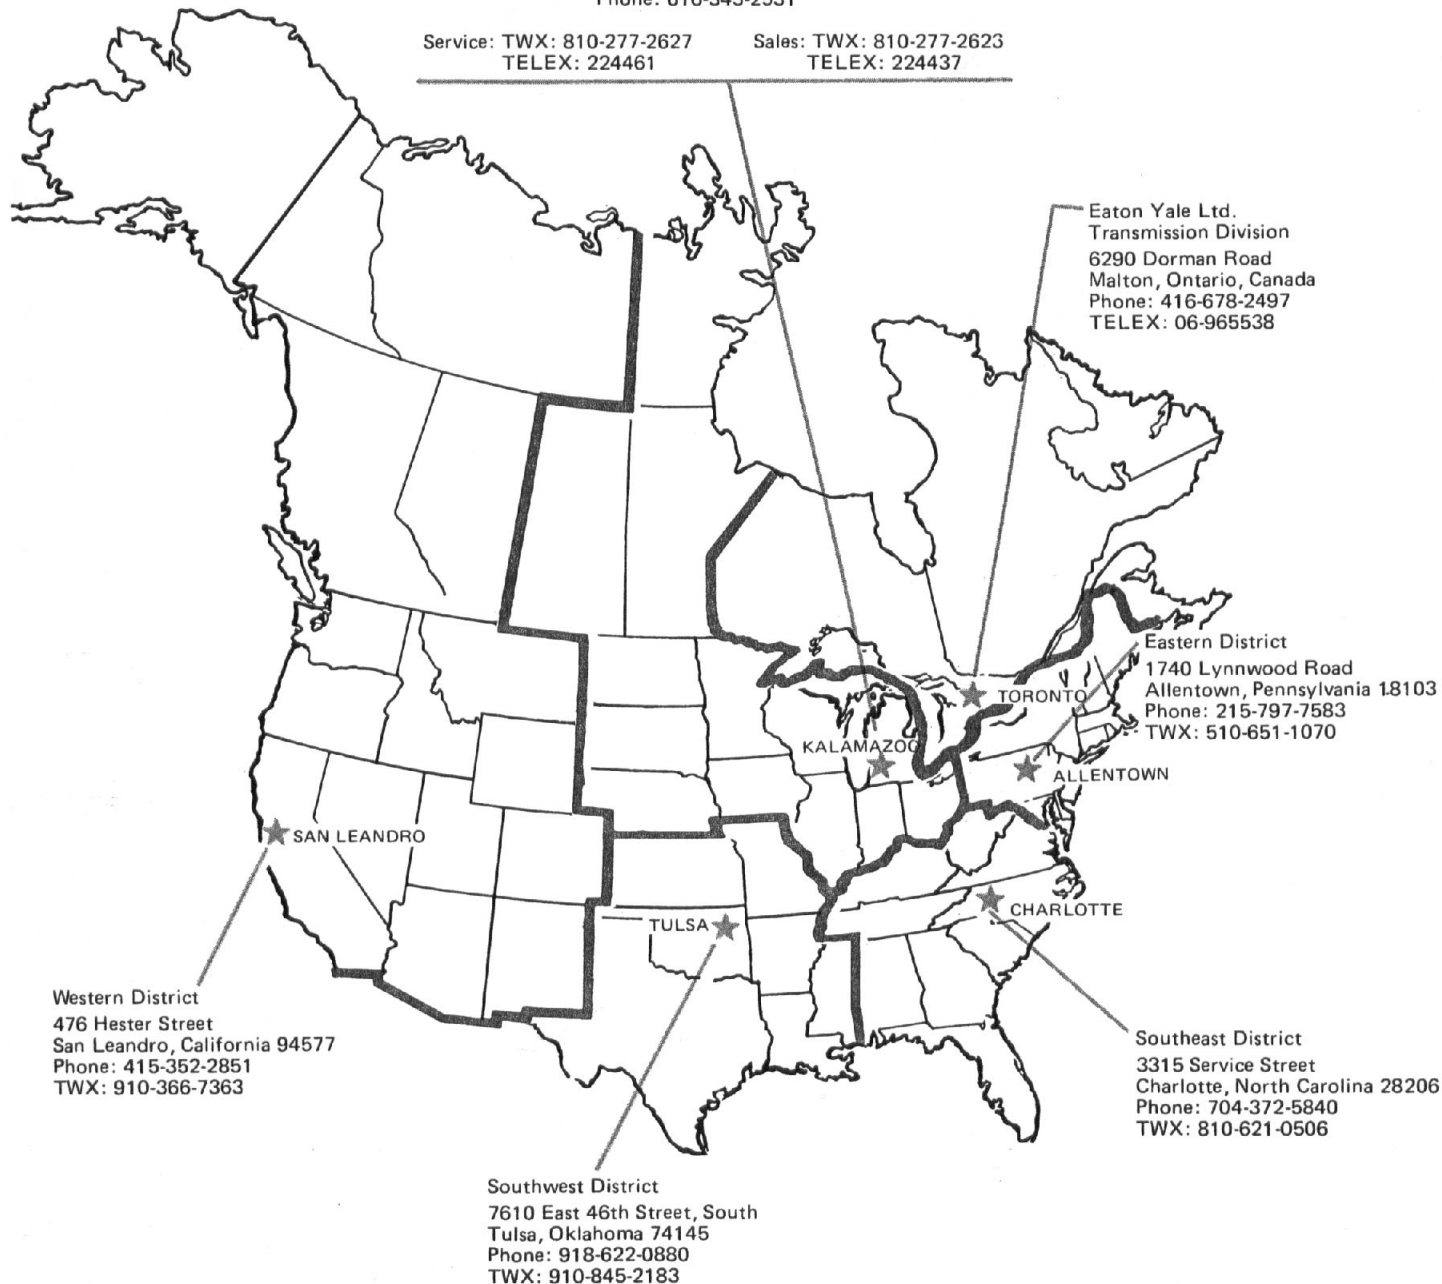 Service: TWX: 810-277-2627
TELEX: 224461
Sales: TWX: 810-277-2623
TELEX: 224437
Eaton Yale Ltd.
Transmission Division
6290 Dorman Road
Malton, Ontario, Canada
Phone: 416-678-2497
TELEX: 06-965538
Eastern District
1740 Lynnwood Road
Allentown, Pennsylvania 18103
Phone: 215-797-7583
TWX: 510-651-1070
TORONTO
KALAMAZOO
ALLENTOWN
SAN LEANDRO
CHARLOTTE
TULSA
Western District
476 Hester Street
San Leandro, California 94577
Phone: 415-352-2851
TWX: 910-366-7363
Southeast District
3315 Service Street
Charlotte, North Carolina 28206
Phone: 704-372-5840
TWX: 810-621-0506
Southwest District
7610 East 46th Street, South
Tulsa, Oklahoma 74145
Phone: 918-622-0880
TWX: 910-845-2183